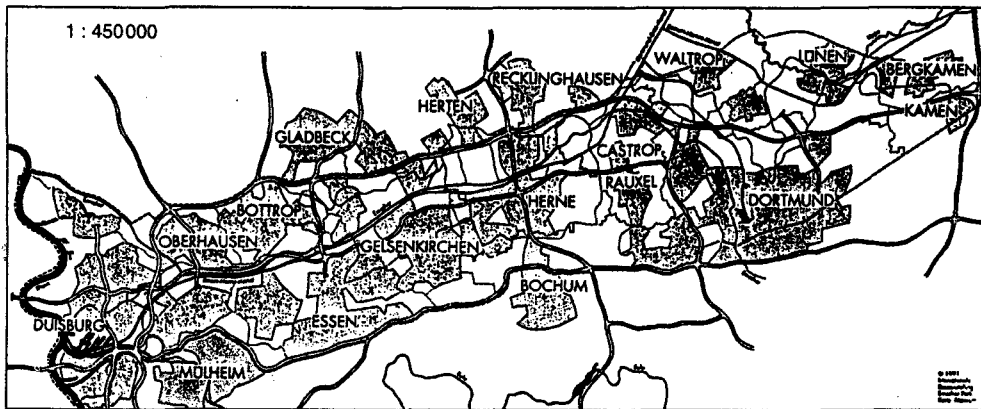 1 : 450000
WALTROP
LÜNEN
BERGKAMEN
RECKLINGHAUSEN
HERTEN
KAMEN
GLADBECK
CASTROP-
RAUXEL
BOTTROP
HERNE
DORTMUND
OBERHAUSEN
GELSENKIRCHEN
BOCHUM
DUISBURG
ESSEN
MÜLHEIM